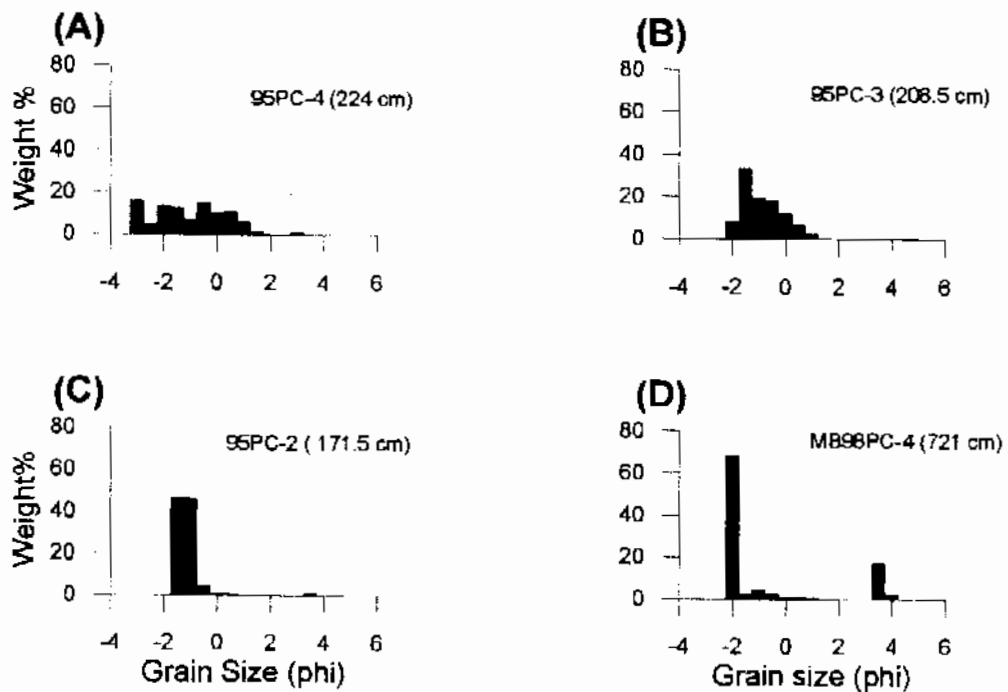 (A)
95PC-4 (224 cm)
Weight %
80
60
40
20
0
-4 -2 0 2 4 6
(B)
95PC-3 (208.5 cm)
80
60
40
20
0
-4 -2 0 2 4 6
(C)
95PC-2 ( 171.5 cm)
Weight%
80
60
40
20
0
-4 -2 0 2 4 6
Grain Size (phi)
(D)
MB98PC-4 (721 cm)
80
60
40
20
0
-4 -2 0 2 4 6
Grain size (phi)